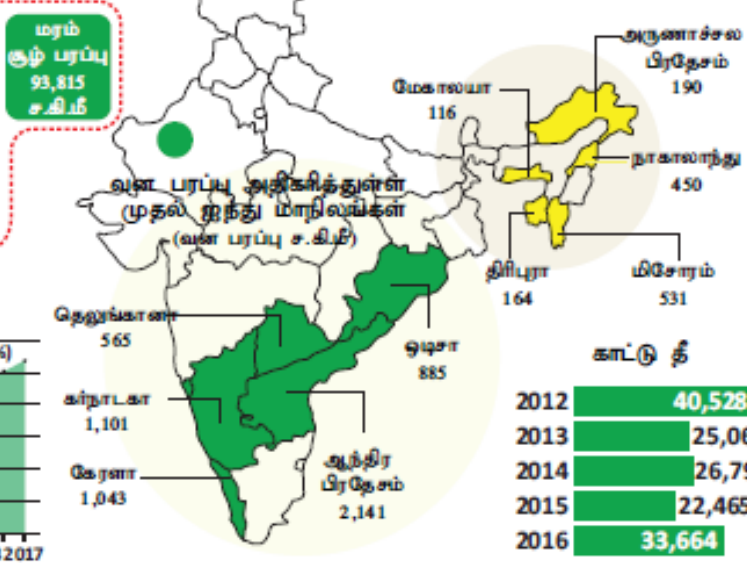 மரம்
சூழ் பரப்பு
93,815
ச.கி.மீ
அருணாச்சல
பிரதேசம்
190
மேகாலயா
116
நாகாலாந்து
450
வன பரப்பு அதிகரித்துள்ள
முதல் ஐந்து மாநிலங்கள்
(வன பரப்பு ச.கி.மீ)
திரிபுரா
164
மிசோரம்
531
தெலுங்கானா
565
ஒடிசா
885
கர்நாடகா
1,101
கேரளா
1,043
ஆந்திர
பிரதேசம்
2,141
காட்டு தீ
2012 40,528
2013
2014
2015 22,465
2016 33,664
2017